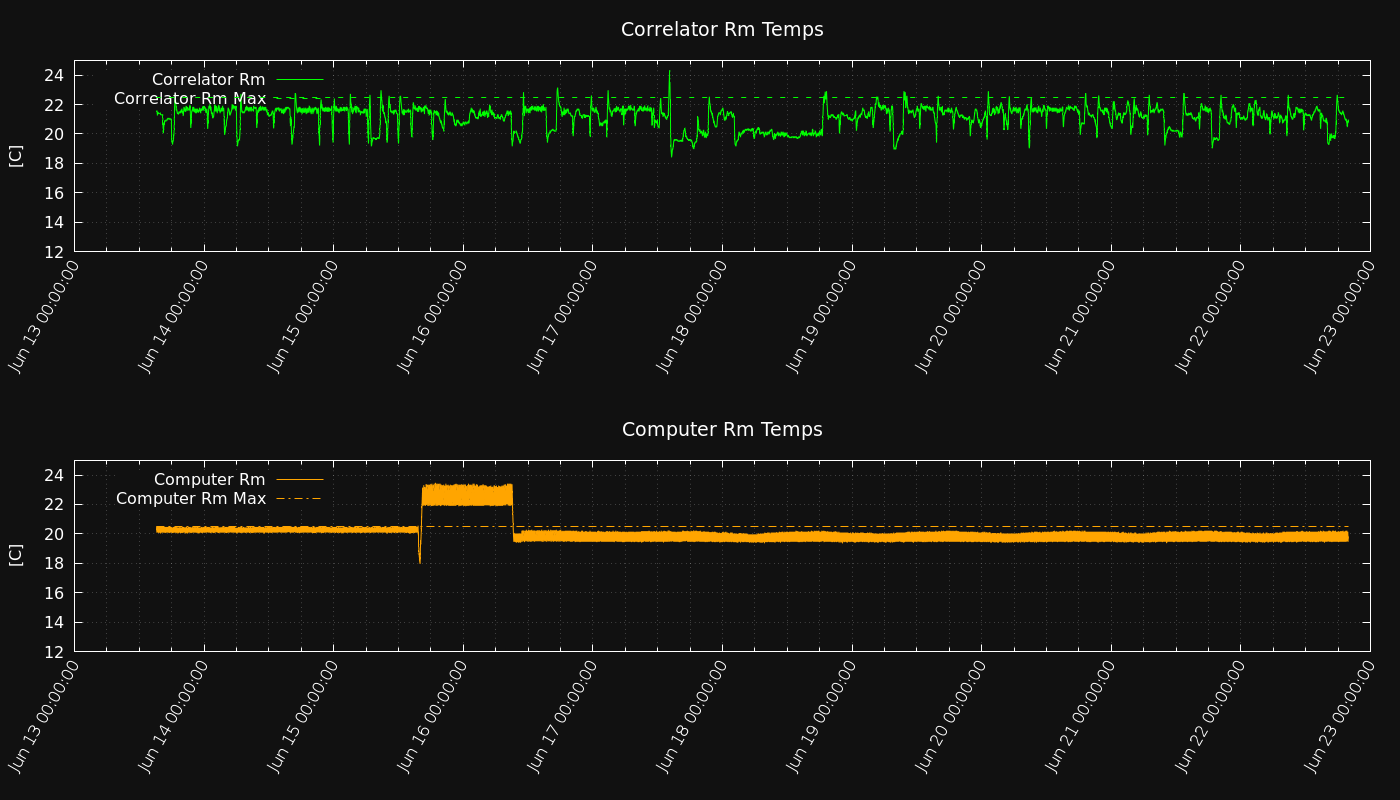 Correlator Rm Temps
Correlator Rm
Correlator Rm Max
[C]
24
22
20
18
16
14
12
Jun 13 00:00:00
Jun 14 00:00:00
Jun 15 00:00:00
Jun 16 00:00:00
Jun 17 00:00:00
Jun 18 00:00:00
Jun 19 00:00:00
Jun 20 00:00:00
Jun 21 00:00:00
Jun 22 00:00:00
Jun 23 00:00:00
Computer Rm Temps
Computer Rm
Computer Rm Max
[C]
24
22
20
18
16
14
12
Jun 13 00:00:00
Jun 14 00:00:00
Jun 15 00:00:00
Jun 16 00:00:00
Jun 17 00:00:00
Jun 18 00:00:00
Jun 19 00:00:00
Jun 20 00:00:00
Jun 21 00:00:00
Jun 22 00:00:00
Jun 23 00:00:00